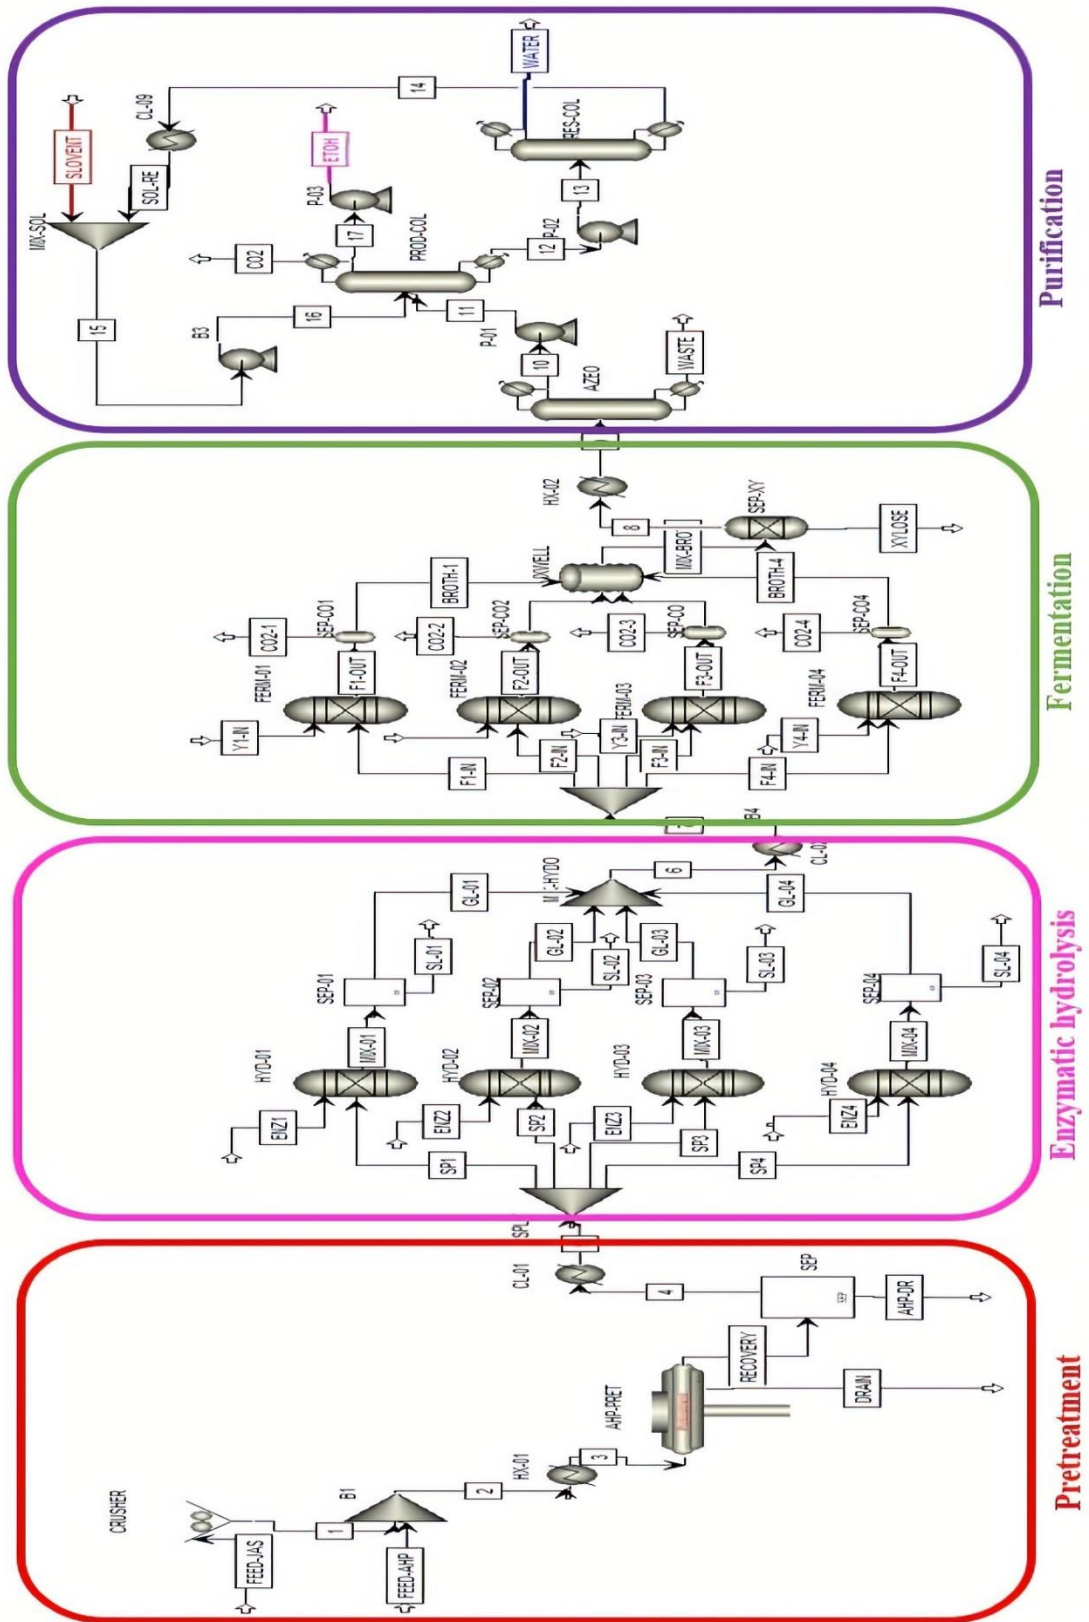 Pretreatment
CRUSHER
FEED-JAS
1
B1
FEED-AHP
2
HX-01
3
AHP-PRET
RECOVERY
DRAIN
SEP
SEP
AHP-DR
4
CL-01
Enzymatic hydrolysis
SPL
SP1
SP2
SP3
SP4
ENZ1
ENZ2
ENZ3
ENZ4
HYD-01
HYD-02
HYD-03
HYD-04
MIX-01
MIX-02
MIX-03
MIX-04
SEP-01
SEP-02
SEP-03
SEP-04
SL-01
SL-02
SL-03
SL-04
GL-01
GL-02
GL-03
GL-04
6
B4
Fermentation
F1-IN
F2-IN
F3-IN
F4-IN
Y1-IN
Y3-IN
Y4-IN
FERM-01
FERM-02
FERM-03
FERM-04
F1-OUT
F2-OUT
F3-OUT
F4-OUT
SEP-CO1
SEP-CO2
SEP-CO
SEP-CO4
CO2-1
CO2-2
CO2-3
CO2-4
BROTH-1
BROTH-4
MIX-BRO
SEP-XY
XYLOSE
8
HX-02
Purification
AZEO
WASTE
10
P-01
11
B3
16
15
MIX-SOL
SLOVENT
SOL-RE
CL-09
14
PROD-COL
CO2
17
P-03
ETOH
12
P-02
13
RES-COL
WATER